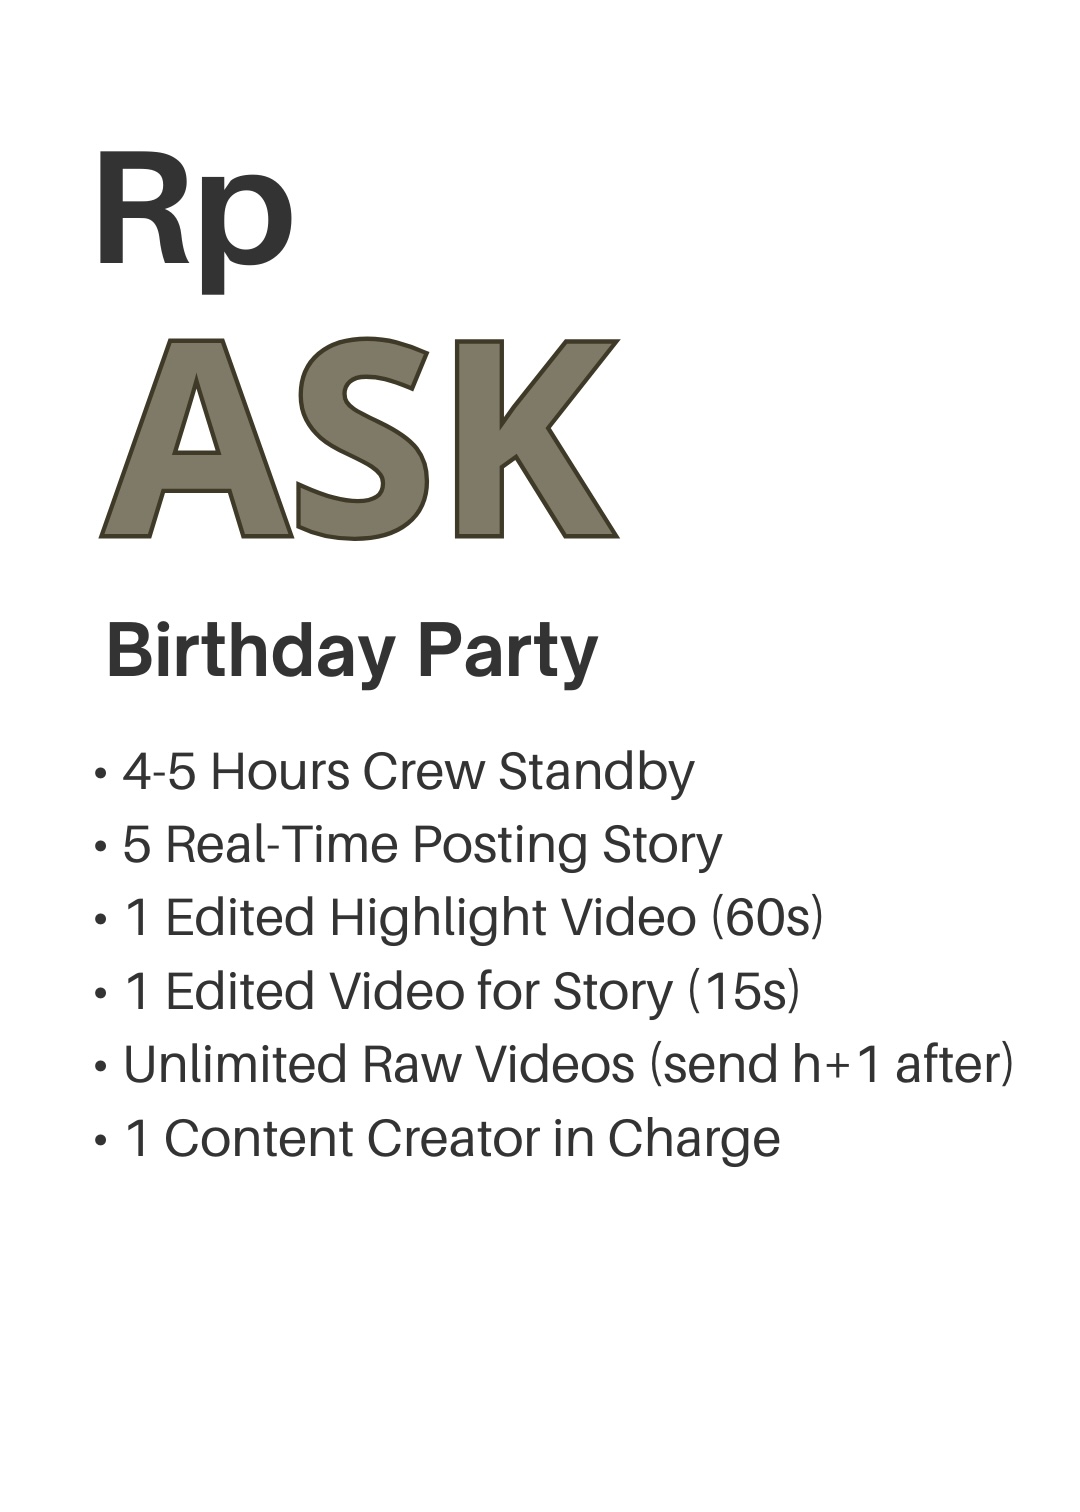 Rp
ASK
Birthday Party
• 4-5 Hours Crew Standby
• 5 Real-Time Posting Story
• 1 Edited Highlight Video (60s)
• 1 Edited Video for Story (15s)
• Unlimited Raw Videos (send h+1 after)
• 1 Content Creator in Charge